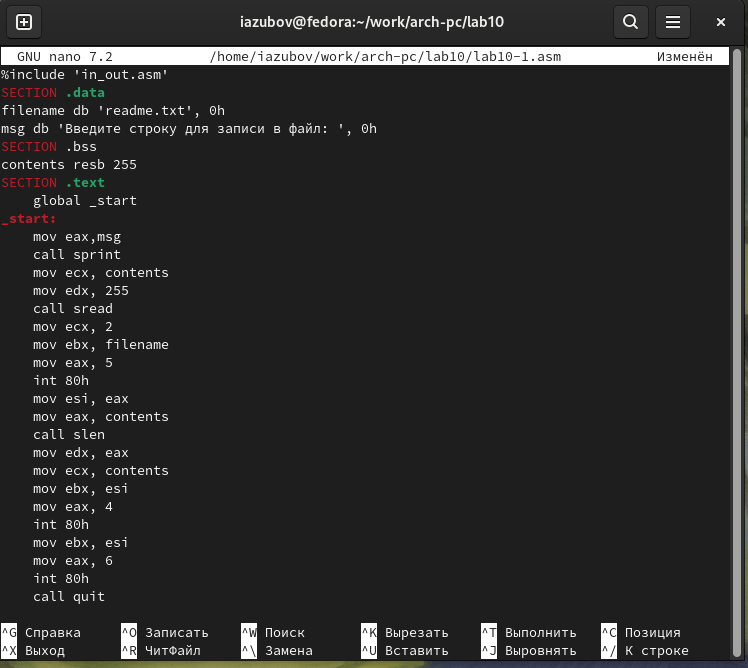 iazubov@fedora:~/work/arch-pc/lab10
GNU nano 7.2 /home/iazubov/work/arch-pc/lab10/lab10-1.asm Изменён
%include 'in_out.asm'
SECTION .data
filename db 'readme.txt', 0h
msg db 'Введите строку для записи в файл: ', 0h
SECTION .bss
contents resb 255
SECTION .text
    global _start
_start:
    mov eax,msg
    call sprint
    mov ecx, contents
    mov edx, 255
    call sread
    mov ecx, 2
    mov ebx, filename
    mov eax, 5
    int 80h
    mov esi, eax
    mov eax, contents
    call slen
    mov edx, eax
    mov ecx, contents
    mov ebx, esi
    mov eax, 4
    int 80h
    mov ebx, esi
    mov eax, 6
    int 80h
    call quit
^G Справка ^O Записать ^W Поиск ^K Вырезать ^T Выполнить ^C Позиция
^X Выход ^R ЧитФайл ^\ Замена ^U Вставить ^J Выровнять ^/ К строке